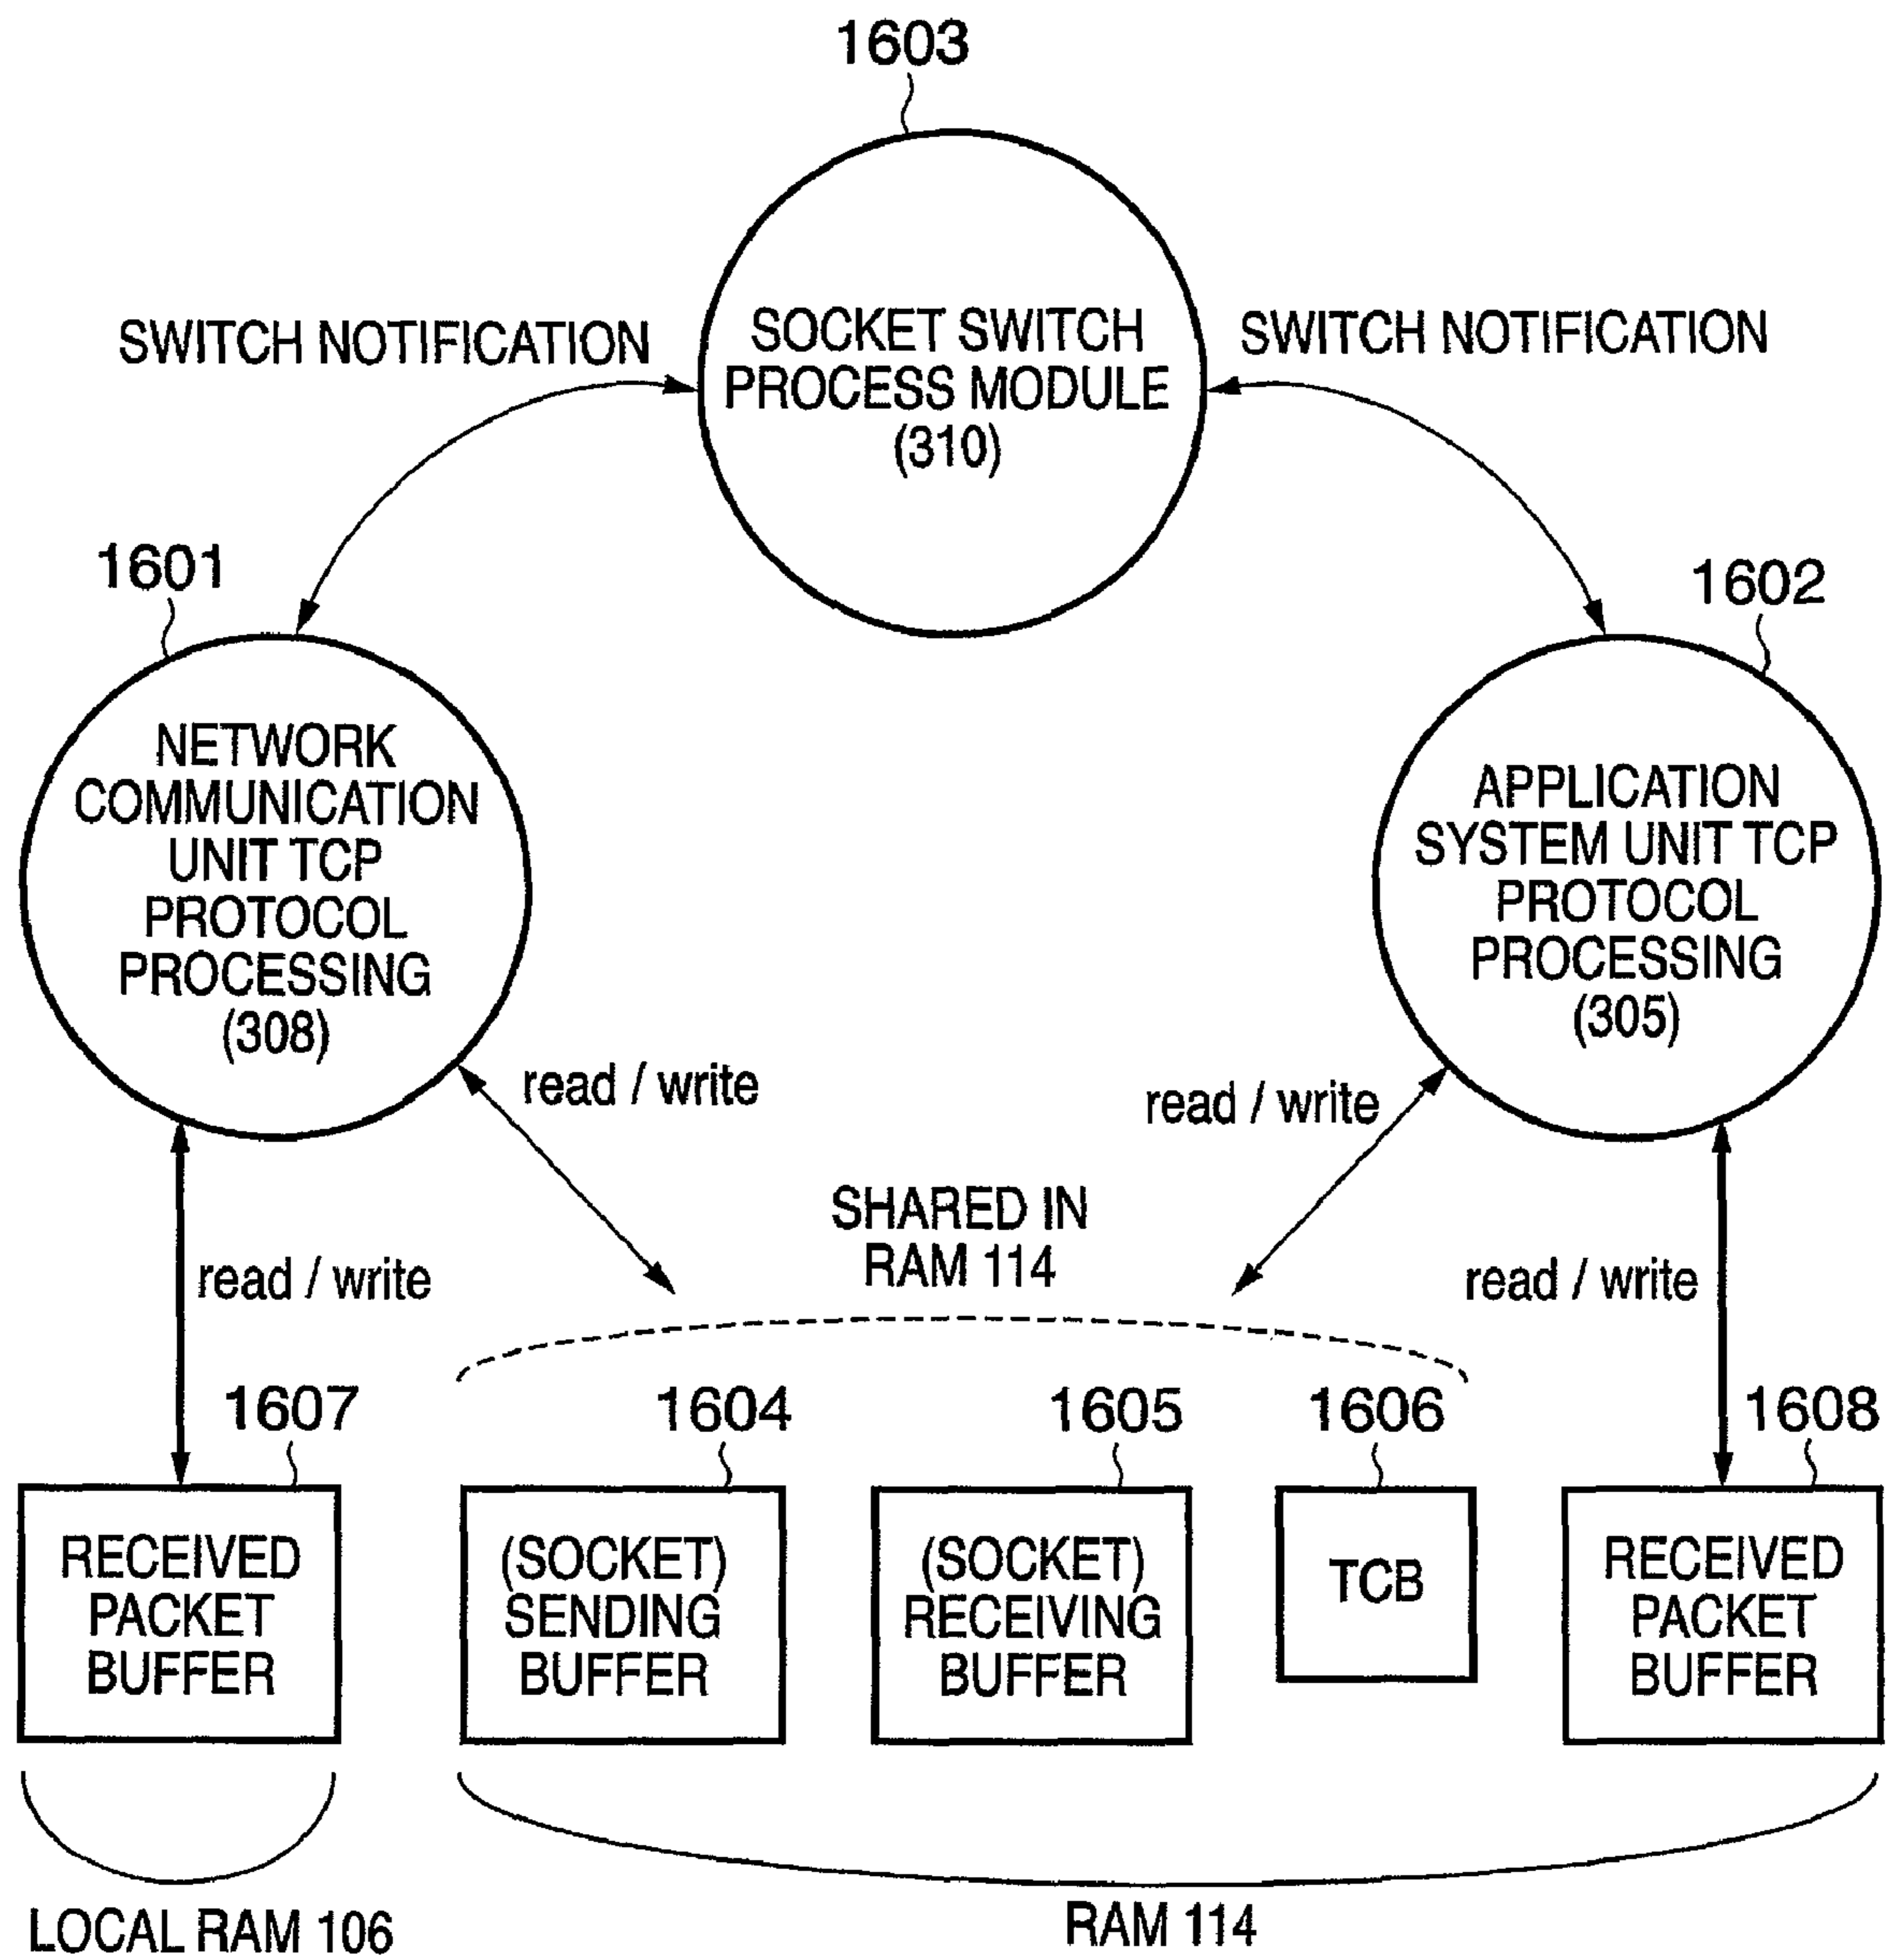 1603
SOCKET SWITCH
PROCESS MODULE
(310)
SWITCH NOTIFICATION
SWITCH NOTIFICATION
1601
NETWORK
COMMUNICATION
UNIT TCP
PROTOCOL
PROCESSING
(308)
1602
APPLICATION
SYSTEM UNIT TCP
PROTOCOL
PROCESSING
(305)
read / write
read / write
SHARED IN
RAM 114
read / write
read / write
1607
RECEIVED
PACKET
BUFFER
1604
(SOCKET)
SENDING
BUFFER
1605
(SOCKET)
RECEIVING
BUFFER
1606
TCB
1608
RECEIVED
PACKET
BUFFER
LOCAL RAM 106
RAM 114